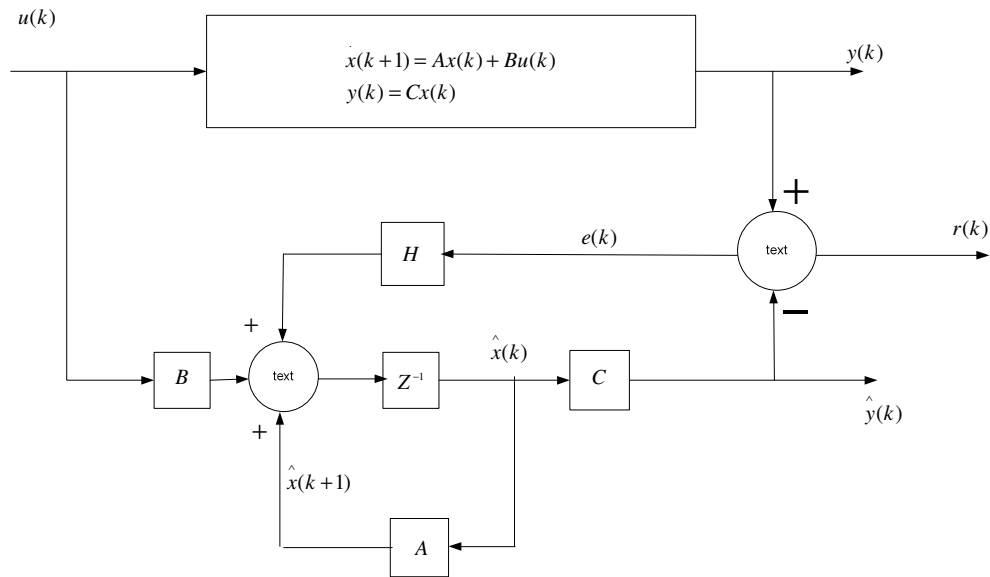 u(k)
ẋ(k+1) = Ax(k) + Bu(k)
y(k) = Cx(k)
y(k)
+
text
r(k)
e(k)
H
−
+
B
text
Z⁻¹
x̂(k)
C
ŷ(k)
+
x̂(k+1)
A